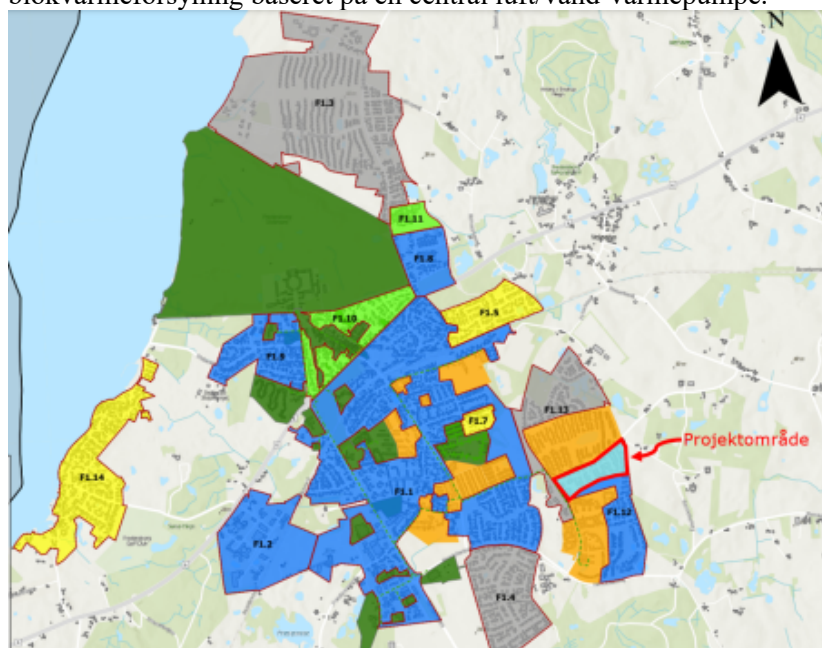 blokvarmeforsyning baseret på en central luft/vand-varmepumpe.
N
F1.3
F1.11
F1.8
F1.10
F1.5
F1.9
F1.13
F1.7
Projektområde
F1.14
F1.1
F1.12
F1.2
F1.4